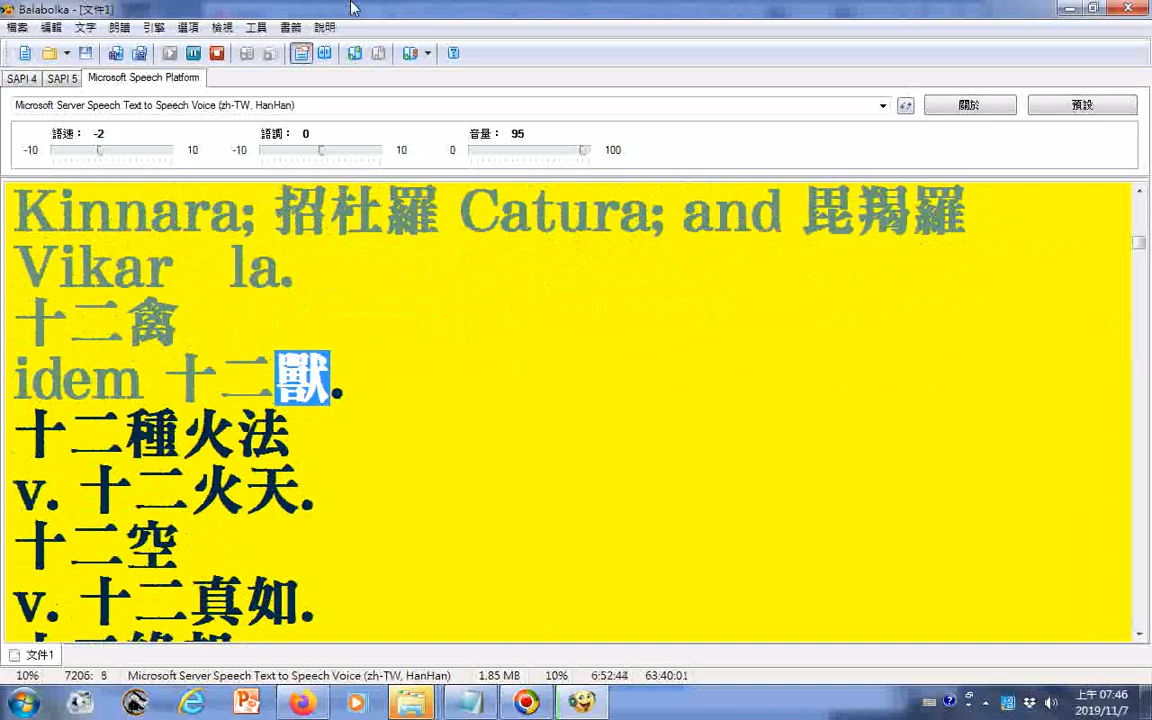 Balabolka - [文件1]
檔案 編輯 文字 朗讀 引擎 選項 檢視 工具 書籤 說明
SAPI 4 SAPI 5 Microsoft Speech Platform
Microsoft Server Speech Text to Speech Voice (zh-TW, HanHan) 關於 預設
語速： -2 語調： 0 音量： 95
-10 10 -10 10 0 100
Kinnara; 招杜羅 Catura; and 毘羯羅
Vikar la.
十二禽
idem 十二獸.
十二種火法
v. 十二火天.
十二空
v. 十二真如.
文件1
10% 7206: 8 Microsoft Server Speech Text to Speech Voice (zh-TW, HanHan) 1.85 MB 10% 6:52:44 63:40:01
上午 07:46
2019/11/7